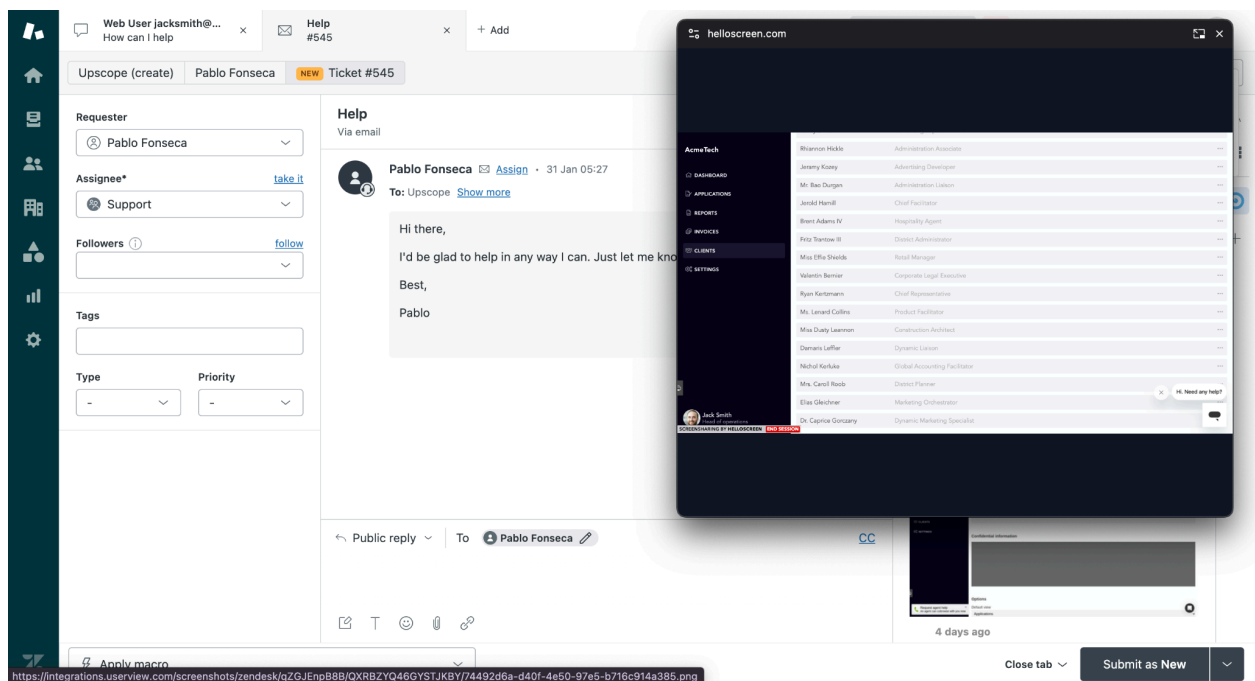 Web User jacksmith@...
How can I help
Help
#545
+ Add
Upscope (create)
Pablo Fonseca
NEW Ticket #545
Requester
Pablo Fonseca
Assignee*
take it
Support
Followers
follow
Tags
Type
Priority
-
-
Help
Via email
Pablo Fonseca
Assign
• 31 Jan 05:27
To: Upscope Show more
Hi there,
I'd be glad to help in any way I can. Just let me kno
Best,
Pablo
helloscreen.com
AcmeTech
DASHBOARD
APPLICATIONS
REPORTS
INVOICES
CLIENTS
SETTINGS
Rhiannon Hickle Administration Associate
Jeremy Kozey Advertising Developer
Mr. Bao Durgan Administration Liaison
Jerold Hamill Chief Facilitator
Brent Adams IV Hospitality Agent
Fritz Trantow III District Administrator
Miss Effie Shields Retail Manager
Valentin Bernier Corporate Legal Executive
Ryan Kertzmann Chief Representative
Ms. Lenard Collins Product Facilitator
Miss Dusty Leannon Construction Architect
Damaris Leffler Dynamic Liaison
Nichol Kerluke Global Accounting Facilitator
Mrs. Caroll Roob District Planner
Elias Gleichner Marketing Orchestrator
Dr. Caprice Gorczany Dynamic Marketing Specialist
Hi. Need any help?
Jack Smith
Head of operations
SCREENSHARING BY HELLOSCREEN END SESSION
Public reply
To
Pablo Fonseca
CC
Confidential information
Options
Default view
Applications
Request agent help
4 days ago
Apply macro
Close tab
Submit as New
https://integrations.userview.com/screenshots/zendesk/qZGJEnpB8B/QXRBZYQ46GYSTJKBY/74492d6a-d40f-4e50-97e5-b716c914a385.png